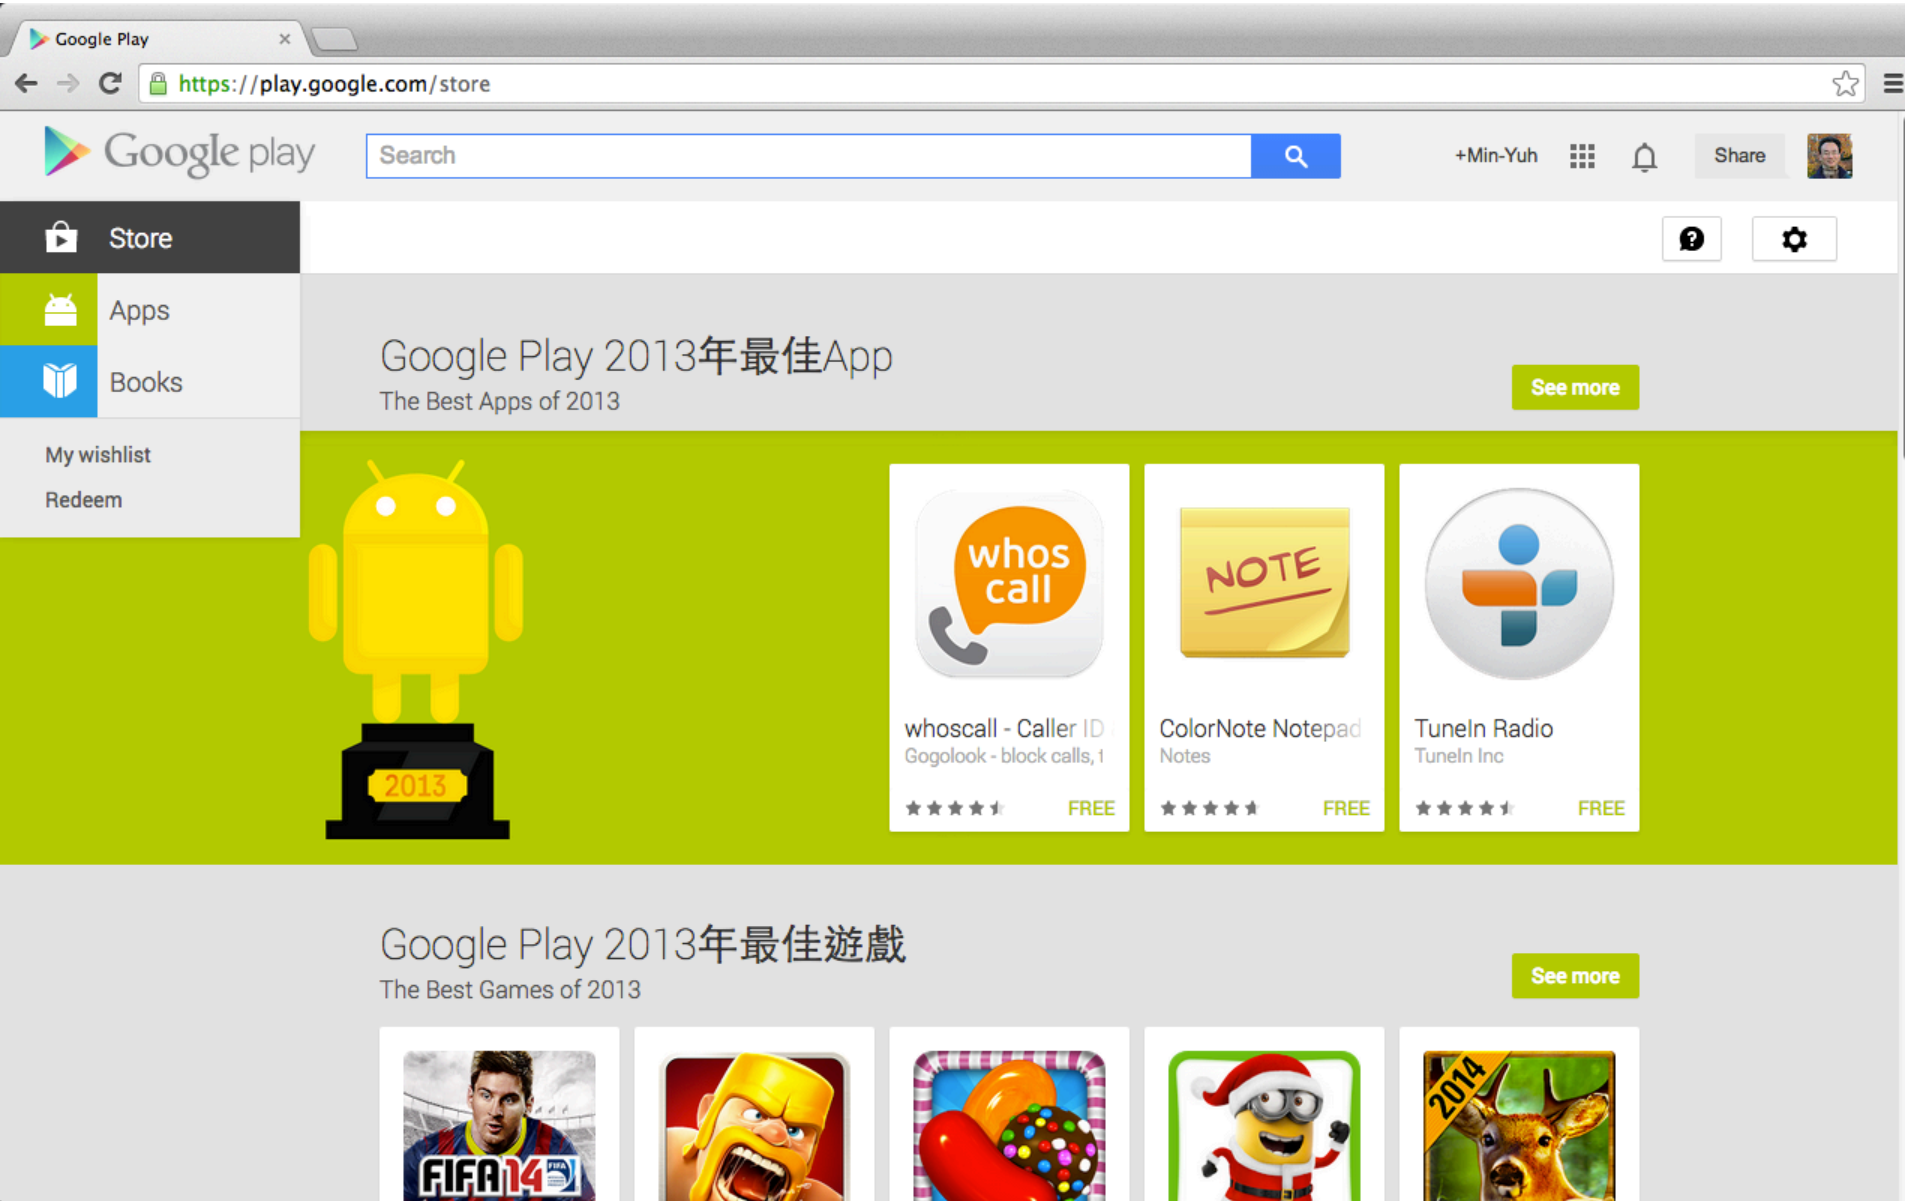 Google Play
https://play.google.com/store
Google play
Search
+Min-Yuh
Share
Store
Apps
Books
My wishlist
Redeem
Google Play 2013年最佳App
The Best Apps of 2013
See more
2013
whos
call
NOTE
whoscall - Caller ID
Gogolook - block calls,
FREE
ColorNote Notepad
Notes
FREE
TuneIn Radio
TuneIn Inc
FREE
Google Play 2013年最佳遊戲
The Best Games of 2013
See more
FIFA 14
FIFA
2014